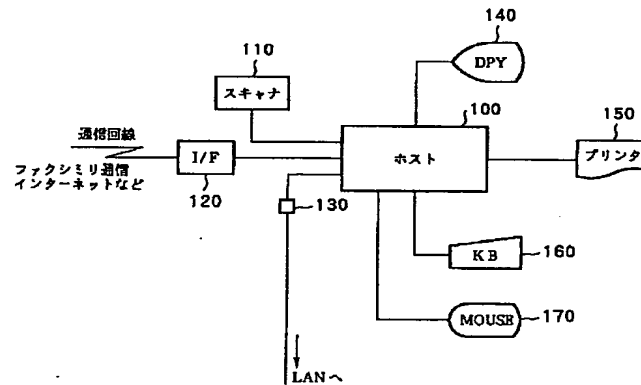 140
DPY
110
スキャナ
100
150
通信回線
I/F
ホスト
プリンタ
ファクシミリ通信
インターネットなど
120
130
KB
160
MOUSE
170
LANへ